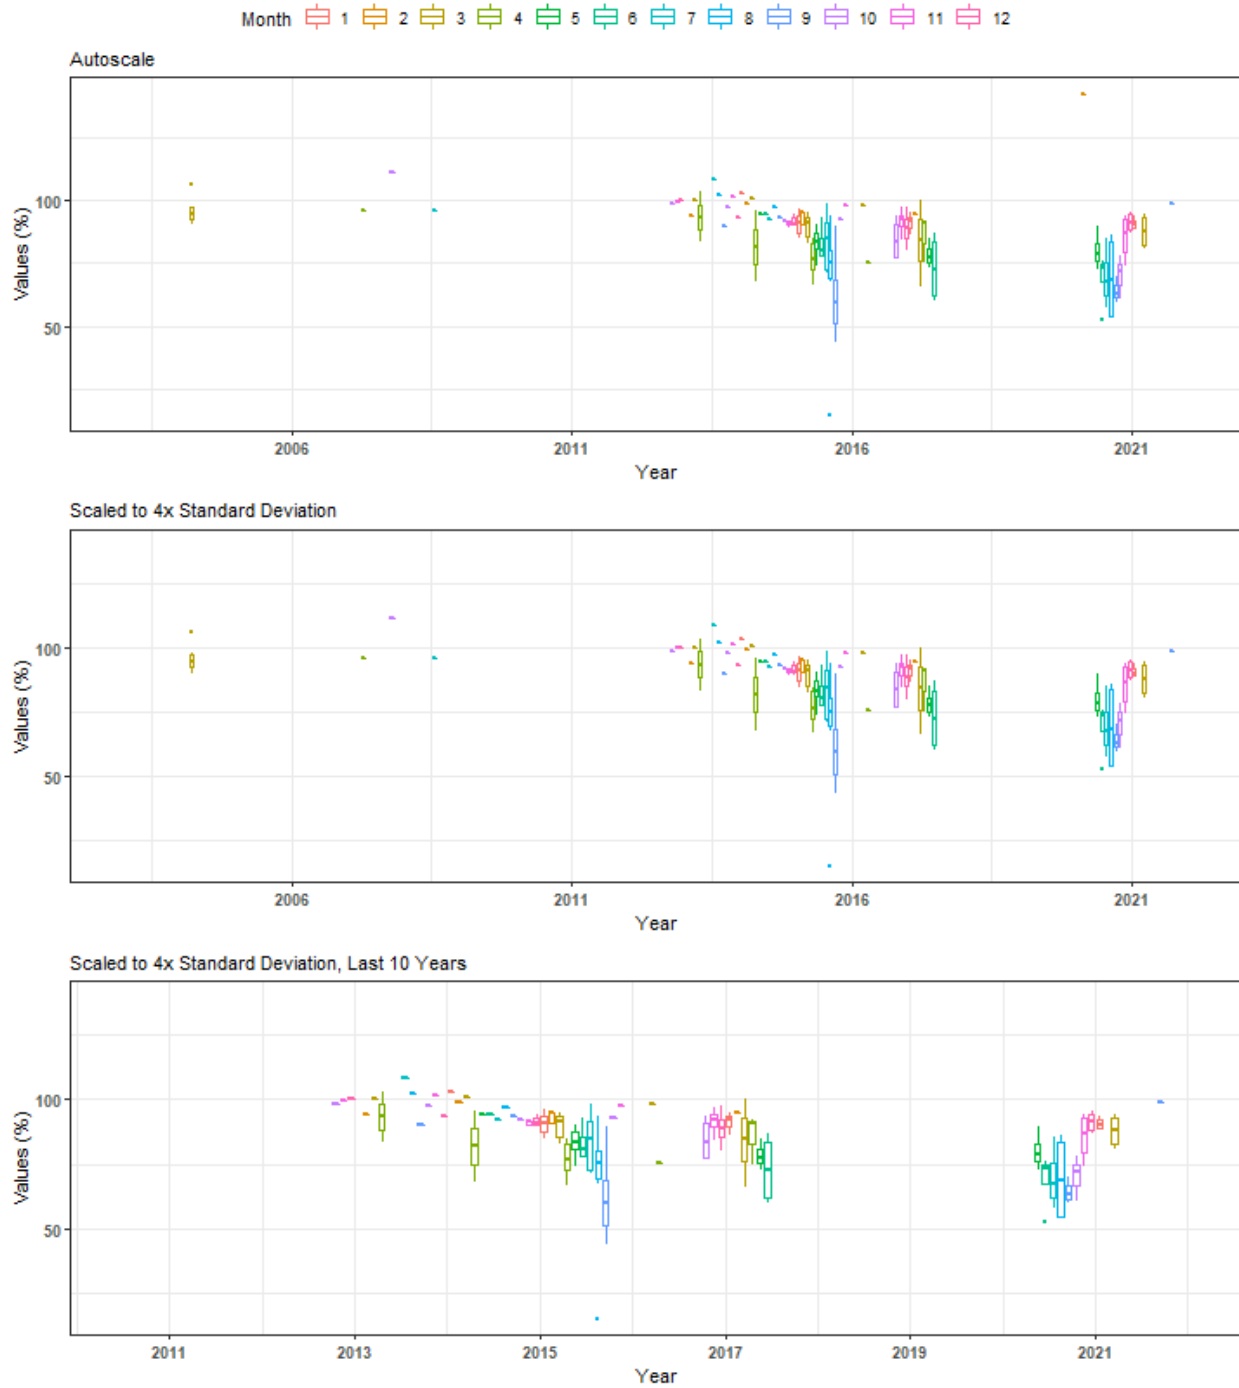 Month 1 2 3 4 5 6 7 8 9 10 11 12
Autoscale
100
50
Values (%)
2006 2011 2016 2021
Year
Scaled to 4x Standard Deviation
100
50
Values (%)
2006 2011 2016 2021
Year
Scaled to 4x Standard Deviation, Last 10 Years
100
50
Values (%)
2011 2013 2015 2017 2019 2021
Year